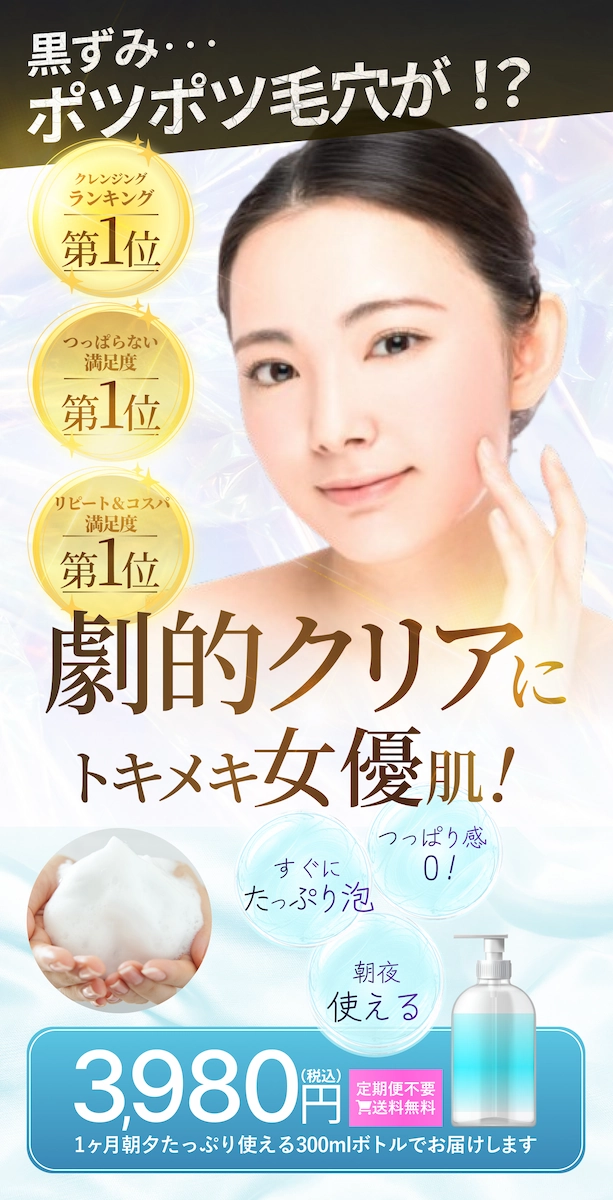 黒ずみ・・・
ポツポツ毛穴が!?
クレンジング
ランキング
第1位
つっぱらない
満足度
第1位
リピート&コスパ
満足度
第1位
劇的クリアに
トキメキ女優肌!
すぐに
たっぷり泡
つっぱり感
0!
朝夜
使える
3,980円(税込)
定期便不要
送料無料
1ヶ月朝夕たっぷり使える300mlボトルでお届けします